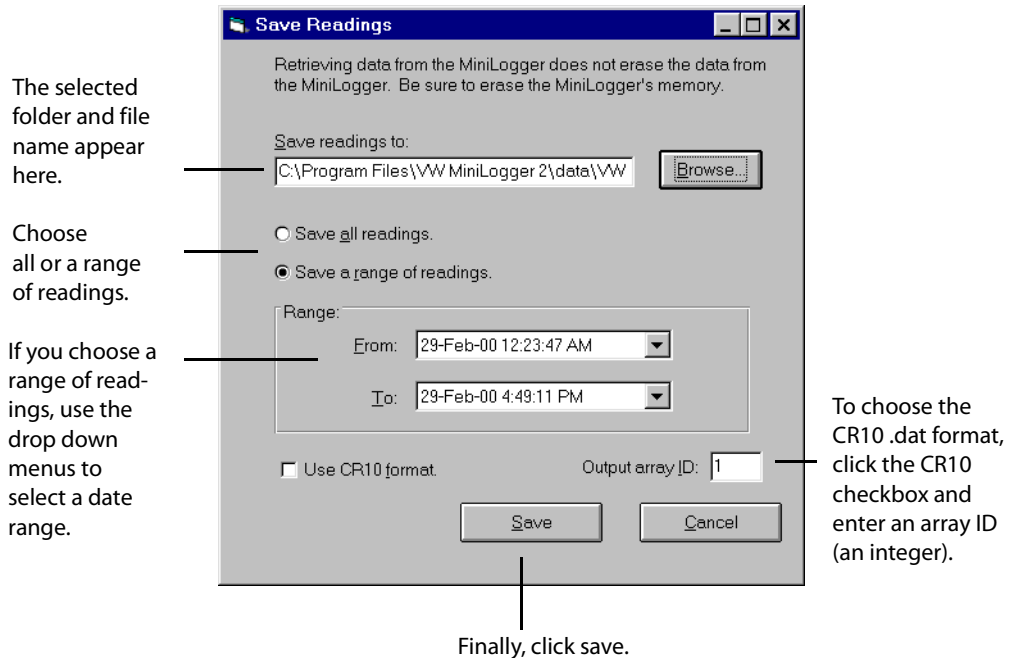 Save Readings
Retrieving data from the MiniLogger does not erase the data from
the MiniLogger. Be sure to erase the MiniLogger's memory.
The selected
folder and file
name appear
here.
Save readings to:
C:\Program Files\VW MiniLogger 2\data\VW
Browse...
Choose
all or a range
of readings.
Save all readings.
Save a range of readings.
If you choose a
range of read-
ings, use the
drop down
menus to
select a date
range.
Range:
From: 29-Feb-00 12:23:47 AM
To: 29-Feb-00 4:49:11 PM
Use CR10 format.
Output array ID: 1
To choose the
CR10 .dat format,
click the CR10
checkbox and
enter an array ID
(an integer).
Save
Cancel
Finally, click save.